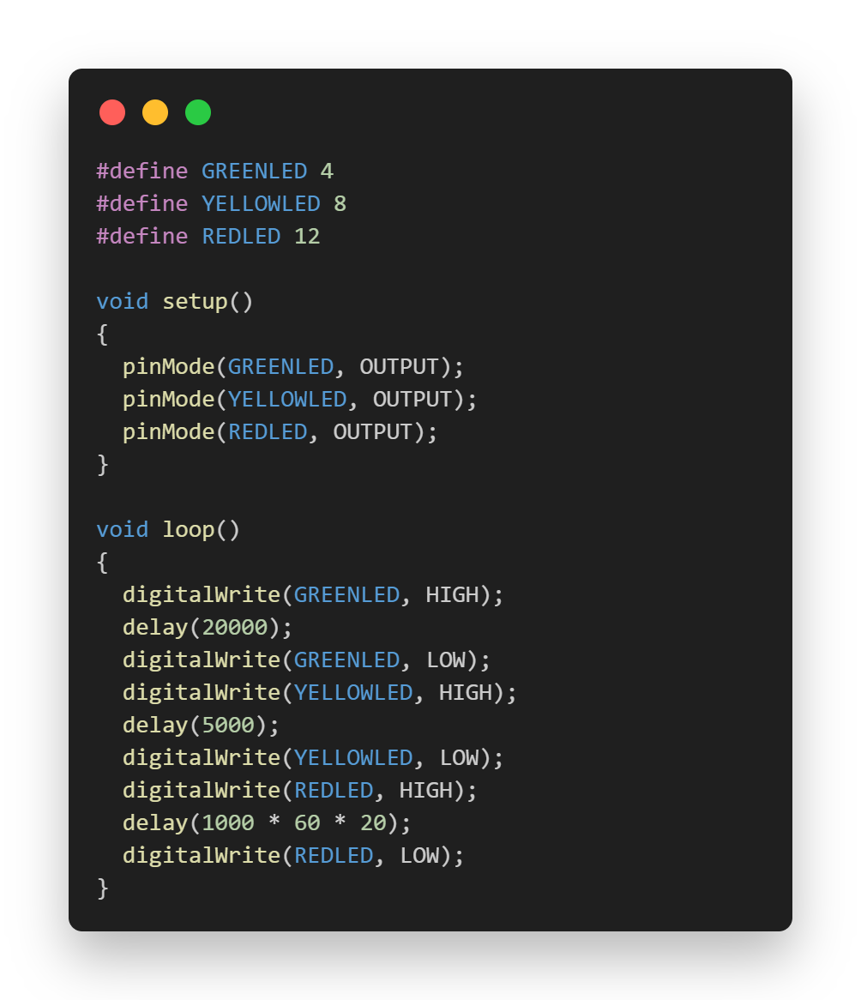 #define GREENLED 4
#define YELLOWLED 8
#define REDLED 12

void setup()
{
  pinMode(GREENLED, OUTPUT);
  pinMode(YELLOWLED, OUTPUT);
  pinMode(REDLED, OUTPUT);
}

void loop()
{
  digitalWrite(GREENLED, HIGH);
  delay(20000);
  digitalWrite(GREENLED, LOW);
  digitalWrite(YELLOWLED, HIGH);
  delay(5000);
  digitalWrite(YELLOWLED, LOW);
  digitalWrite(REDLED, HIGH);
  delay(1000 * 60 * 20);
  digitalWrite(REDLED, LOW);
}